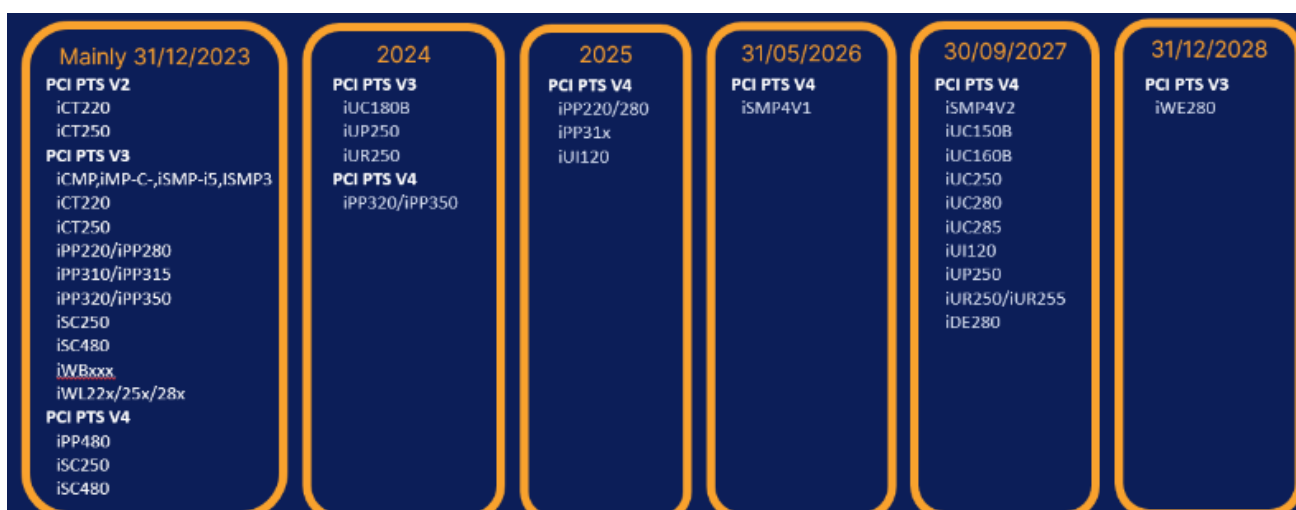 Mainly 31/12/2023
PCI PTS V2
iCT220
iCT250
PCI PTS V3
iCMP,iMP-C-,iSMP-i5,ISMP3
iCT220
iCT250
iPP220/iPP280
iPP310/iPP315
iPP320/iPP350
iSC250
iSC480
iWBxxx
iWL22x/25x/28x
PCI PTS V4
iPP480
iSC250
iSC480
2024
PCI PTS V3
iUC180B
iUP250
iUR250
PCI PTS V4
iPP320/iPP350
2025
PCI PTS V4
iPP220/280
iPP31x
iUI120
31/05/2026
PCI PTS V4
iSMP4V1
30/09/2027
PCI PTS V4
iSMP4V2
iUC150B
iUC160B
iUC250
iUC280
iUC285
iUI120
iUP250
iUR250/iUR255
iDE280
31/12/2028
PCI PTS V3
iWE280